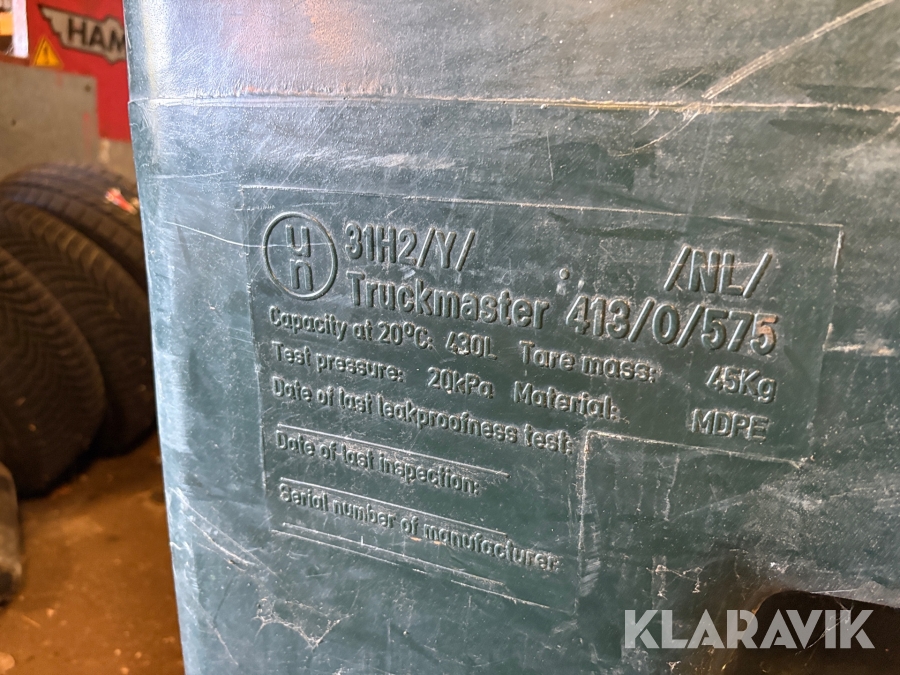 HAM
un
31H2/Y/ /NL/
Truckmaster 413/0/575
Capacity at 20°C: 430L Tare mass: 45Kg
Test pressure: 20kPa Material: MDPE
Date of last leakproofness test:
Date of last inspection:
Serial number of manufacturer:
KLARAVIK